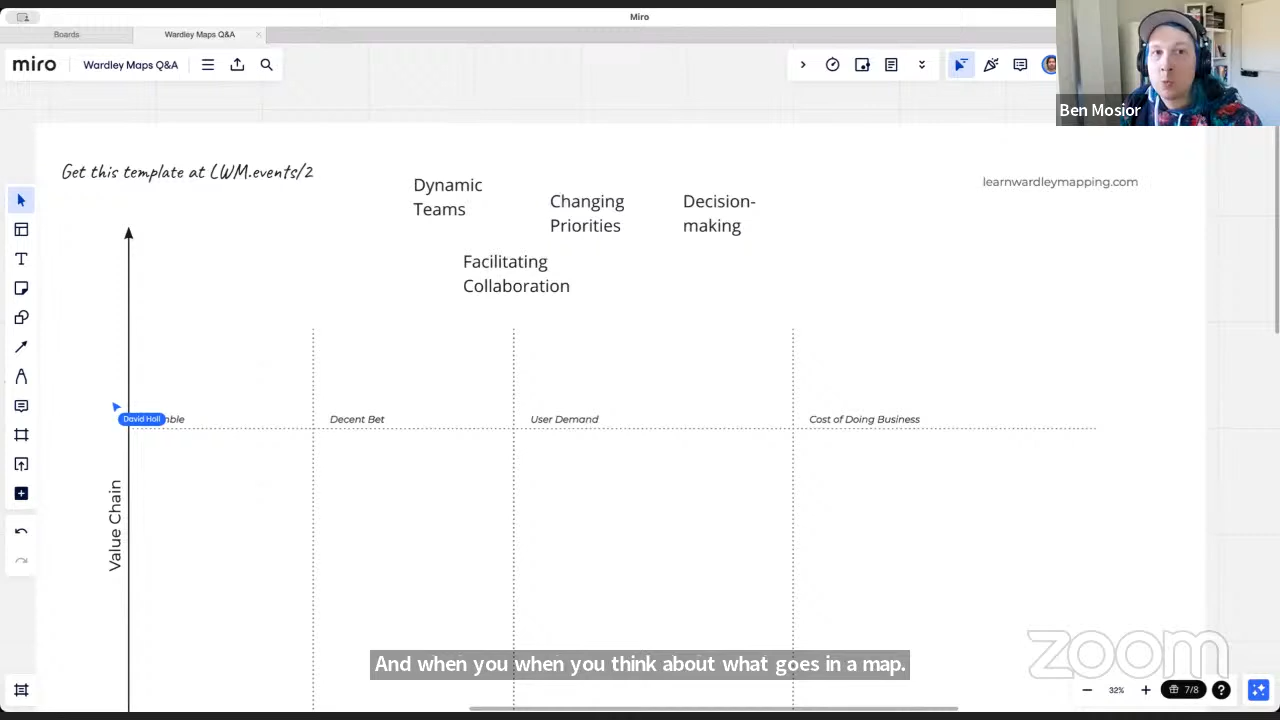 Miro
Boards
Wardley Maps Q&A
miro
Wardley Maps Q&A
Ben Mosior
Get this template at LWM.events/2
learnwardleymapping.com
Dynamic
Teams
Changing
Priorities
Decision-
making
Facilitating
Collaboration
David Holl
Decent Bet
User Demand
Cost of Doing Business
Value Chain
And when you when you think about what goes in a map.
zoom
32%
7/8